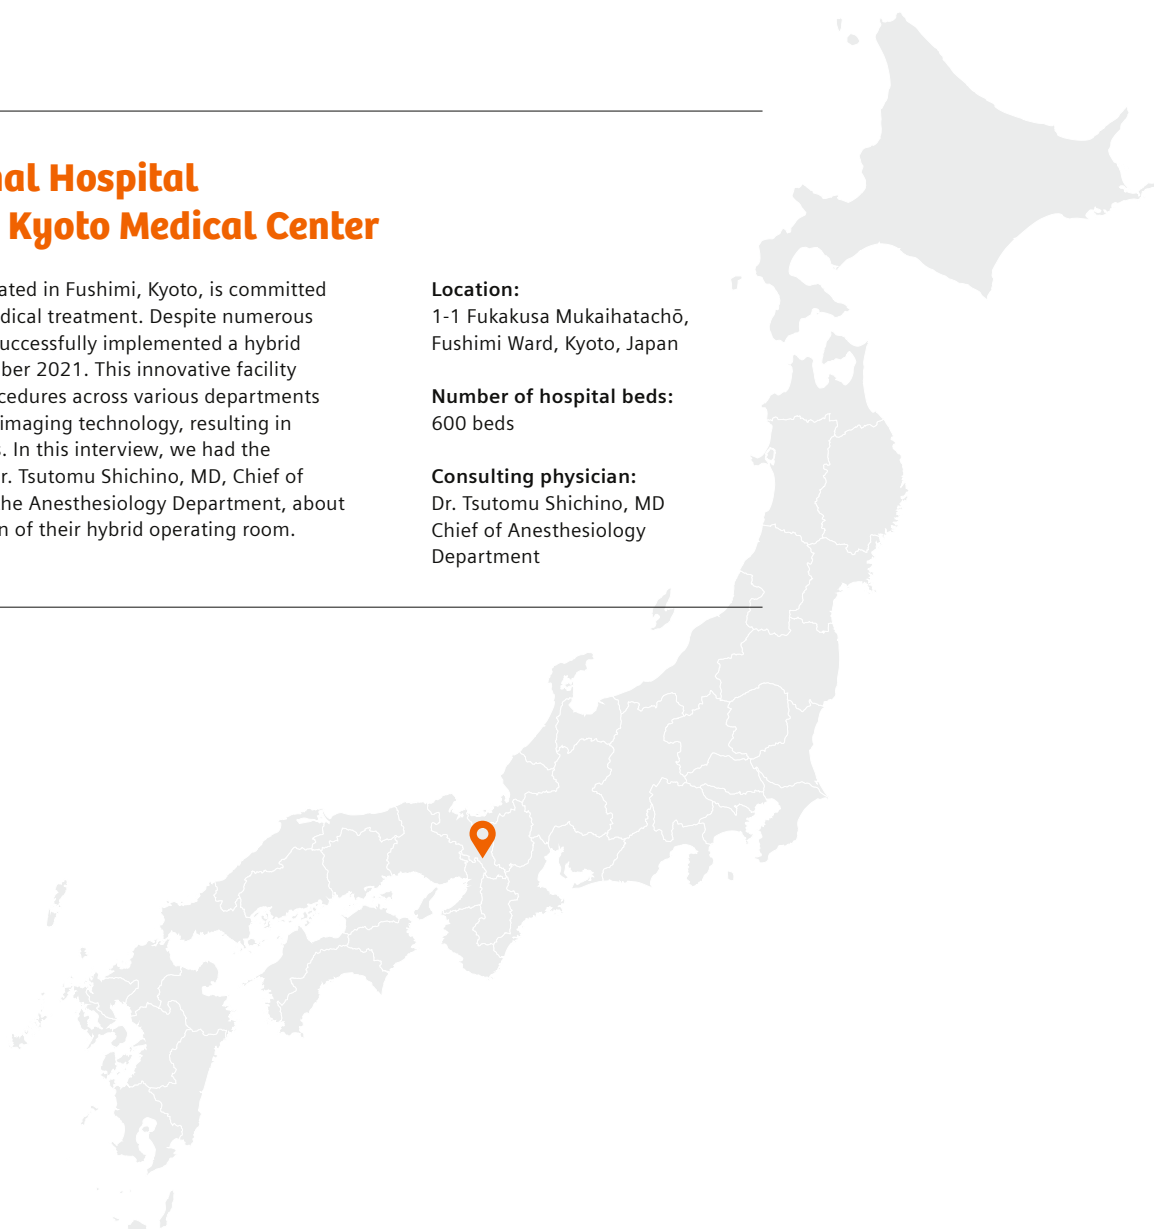 al Hospital
Kyoto Medical Center
ated in Fushimi, Kyoto, is committed
dical treatment. Despite numerous
uccessfully implemented a hybrid
ber 2021. This innovative facility
cedures across various departments
imaging technology, resulting in
. In this interview, we had the
r. Tsutomu Shichino, MD, Chief of
he Anesthesiology Department, about
n of their hybrid operating room.
Location:
1-1 Fukakusa Mukaihatachō,
Fushimi Ward, Kyoto, Japan
Number of hospital beds:
600 beds
Consulting physician:
Dr. Tsutomu Shichino, MD
Chief of Anesthesiology
Department